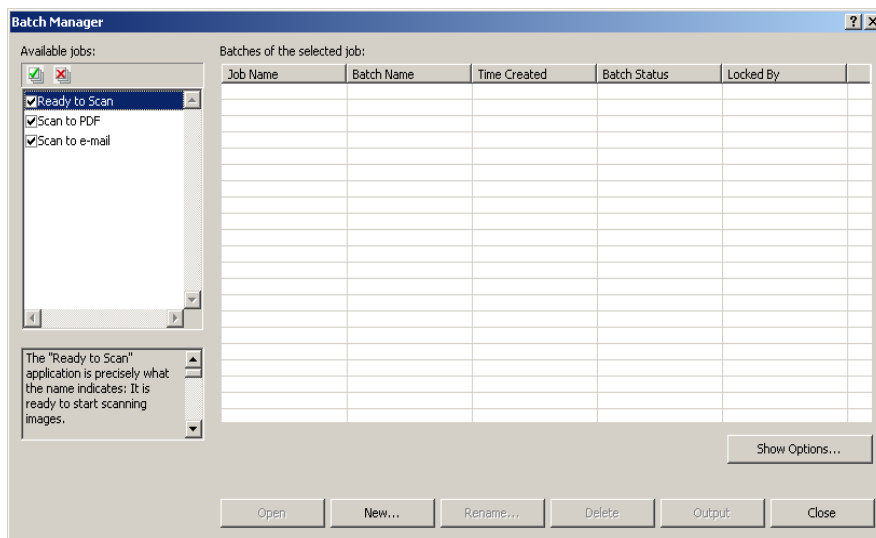 Batch Manager
Available jobs:
Ready to Scan
Scan to PDF
Scan to e-mail
The "Ready to Scan"
application is precisely what
the name indicates: It is
ready to start scanning
images.
Batches of the selected job:
Job Name Batch Name Time Created Batch Status Locked By
Show Options...
Open New... Rename... Delete Output Close